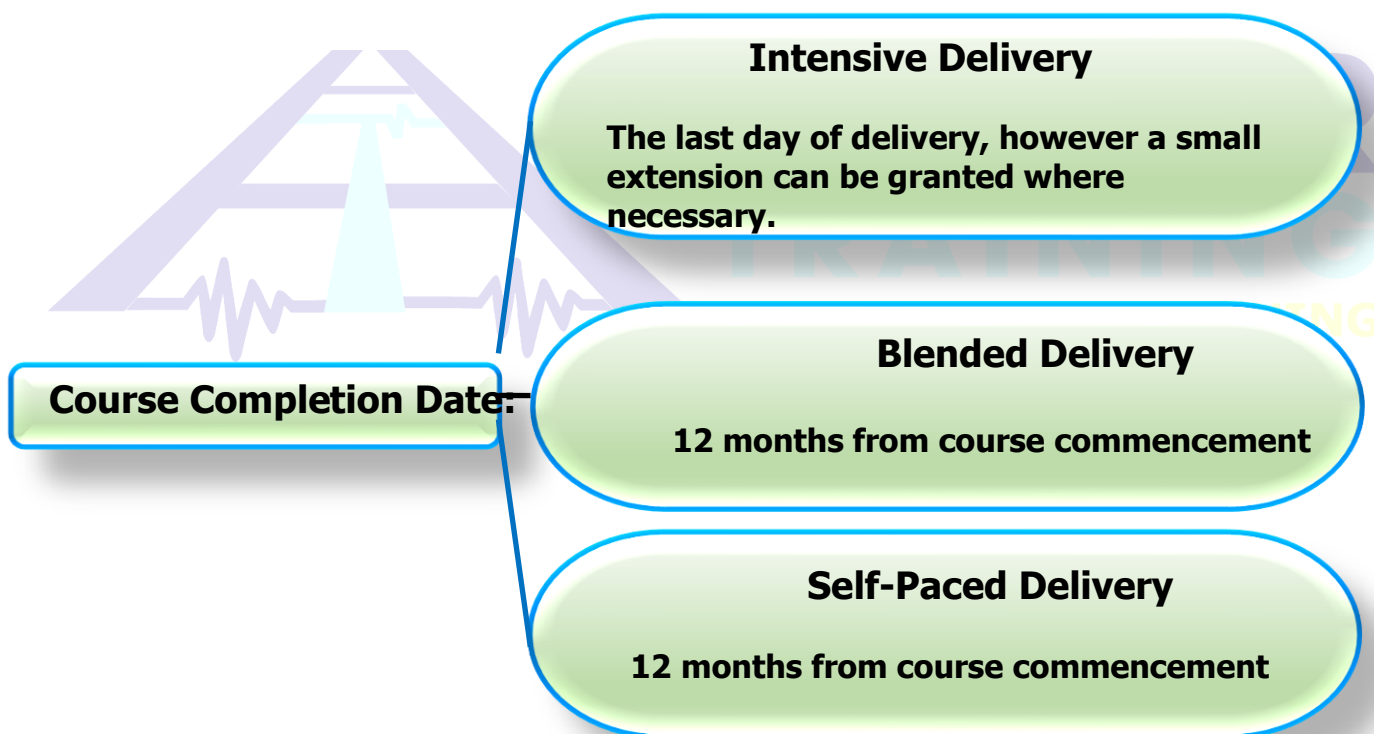 Intensive Delivery
The last day of delivery, however a small
extension can be granted where
necessary.
TRAINING
Blended Delivery
Course Completion Date:
12 months from course commencement
Self-Paced Delivery
12 months from course commencement